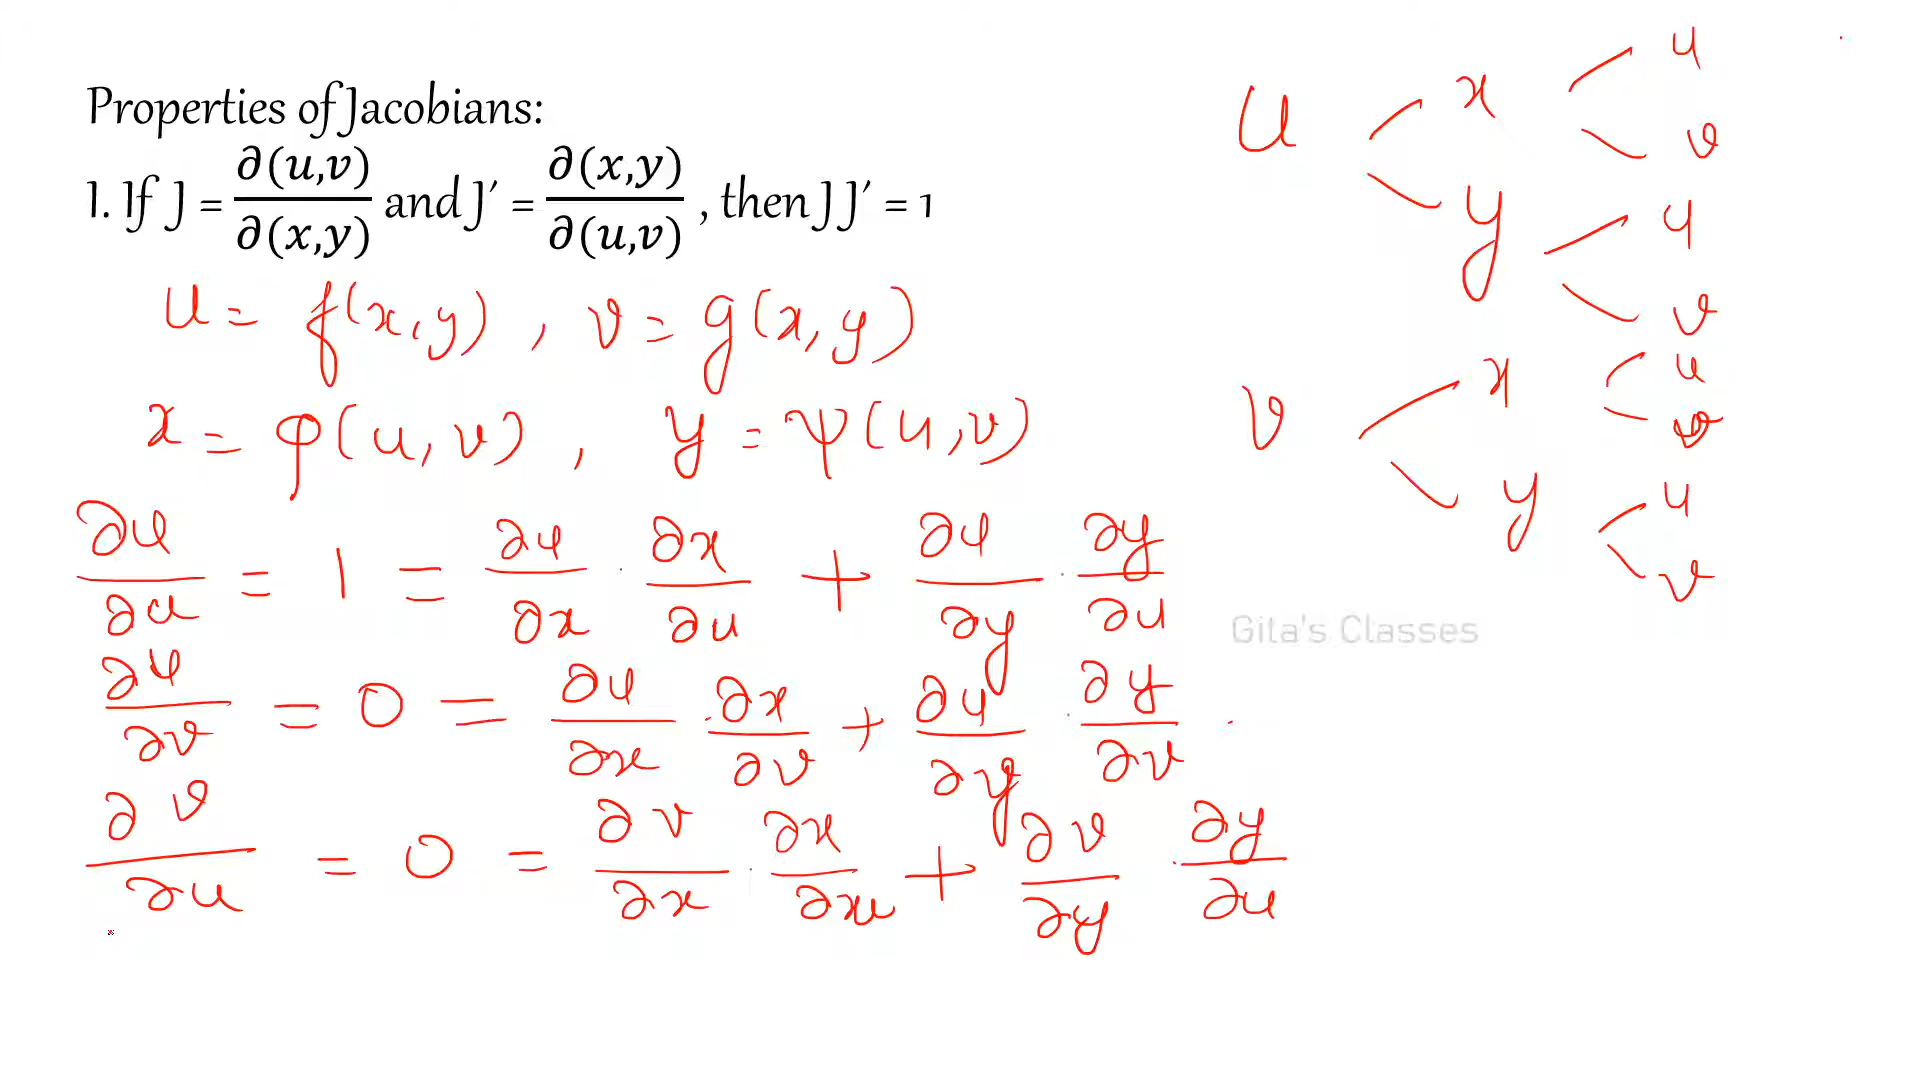 Properties of Jacobians:
1. If J = ∂(u,v)/∂(x,y) and J′ = ∂(x,y)/∂(u,v) , then J J′ = 1
u = f(x,y) , v = g(x,y)
x = φ(u,v) , y = ψ(u,v)
∂u/∂u = 1 = ∂u/∂x · ∂x/∂u + ∂u/∂y · ∂y/∂u
∂u/∂v = 0 = ∂u/∂x · ∂x/∂v + ∂u/∂y · ∂y/∂v
∂v/∂u = 0 = ∂v/∂x · ∂x/∂u + ∂v/∂y · ∂y/∂u
u
x
u
v
y
u
v
v
x
u
v
y
u
v
Gita's Classes